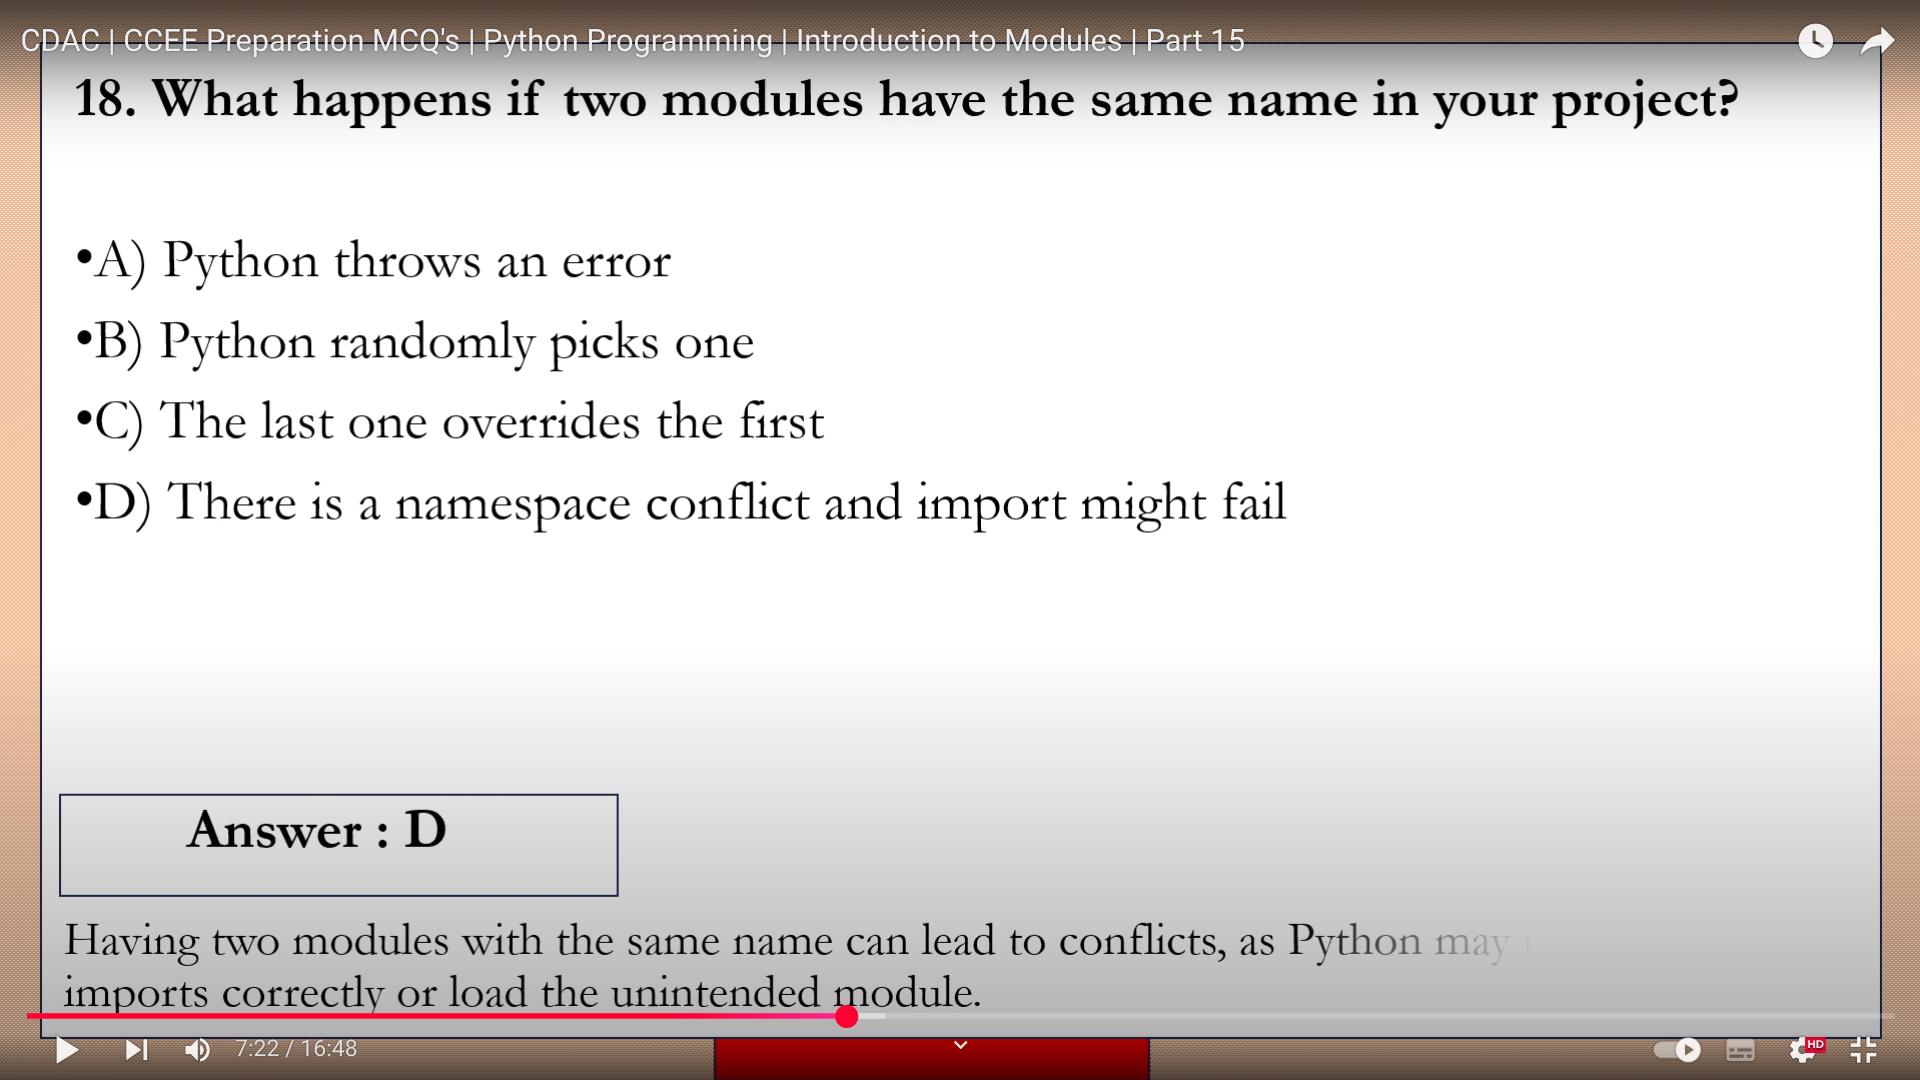 CDAC | CCEE Preparation MCQ's | Python Programming | Introduction to Modules | Part 15
18. What happens if two modules have the same name in your project?
•A) Python throws an error
•B) Python randomly picks one
•C) The last one overrides the first
•D) There is a namespace conflict and import might fail
Answer : D
Having two modules with the same name can lead to conflicts, as Python may
imports correctly or load the unintended module.
7:22 / 16:48
HD